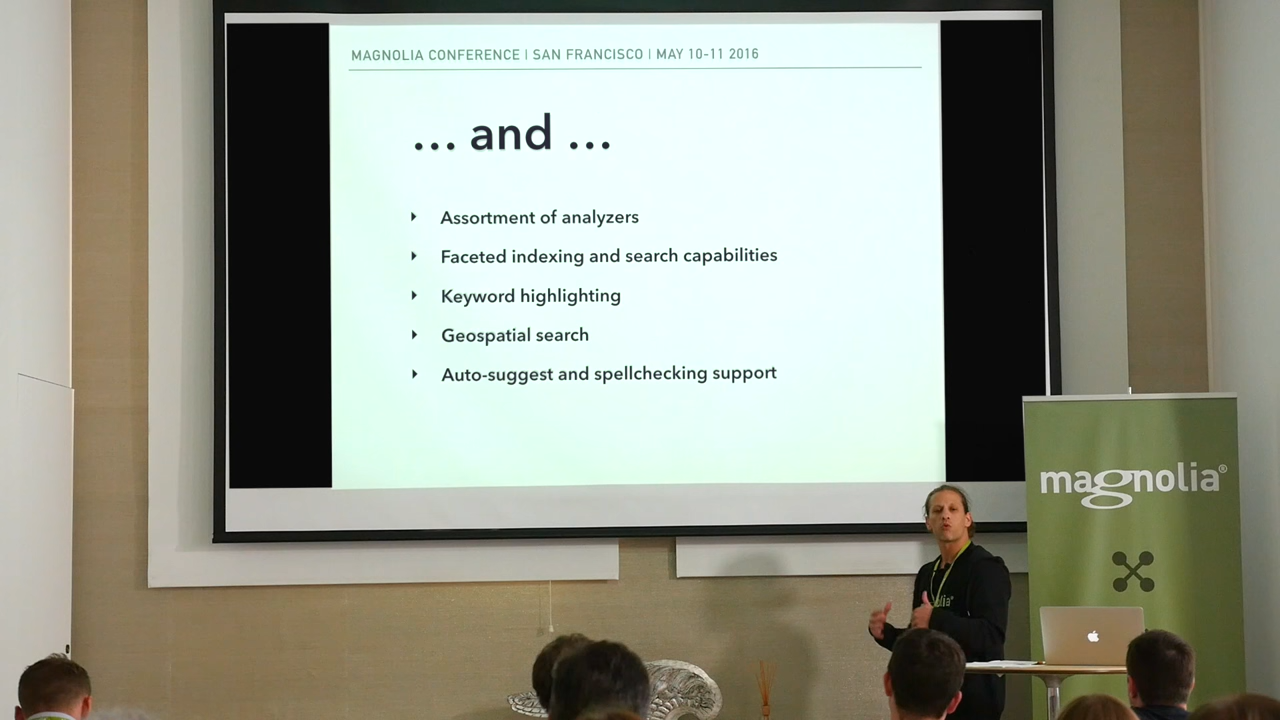 MAGNOLIA CONFERENCE | SAN FRANCISCO | MAY 10-11 2016
... and ...
Assortment of analyzers
Faceted indexing and search capabilities
Keyword highlighting
Geospatial search
Auto-suggest and spellchecking support
magnolia®